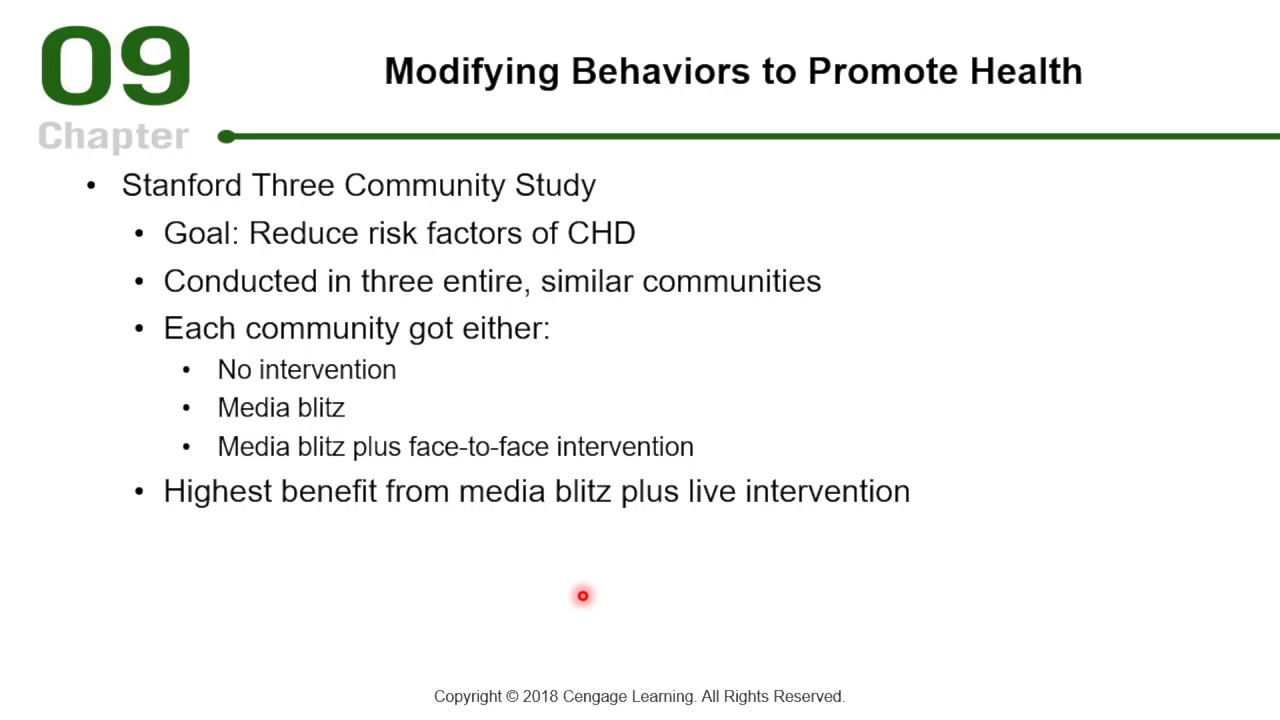 09
Chapter
Modifying Behaviors to Promote Health
• Stanford Three Community Study
• Goal: Reduce risk factors of CHD
• Conducted in three entire, similar communities
• Each community got either:
• No intervention
• Media blitz
• Media blitz plus face-to-face intervention
• Highest benefit from media blitz plus live intervention
Copyright © 2018 Cengage Learning. All Rights Reserved.